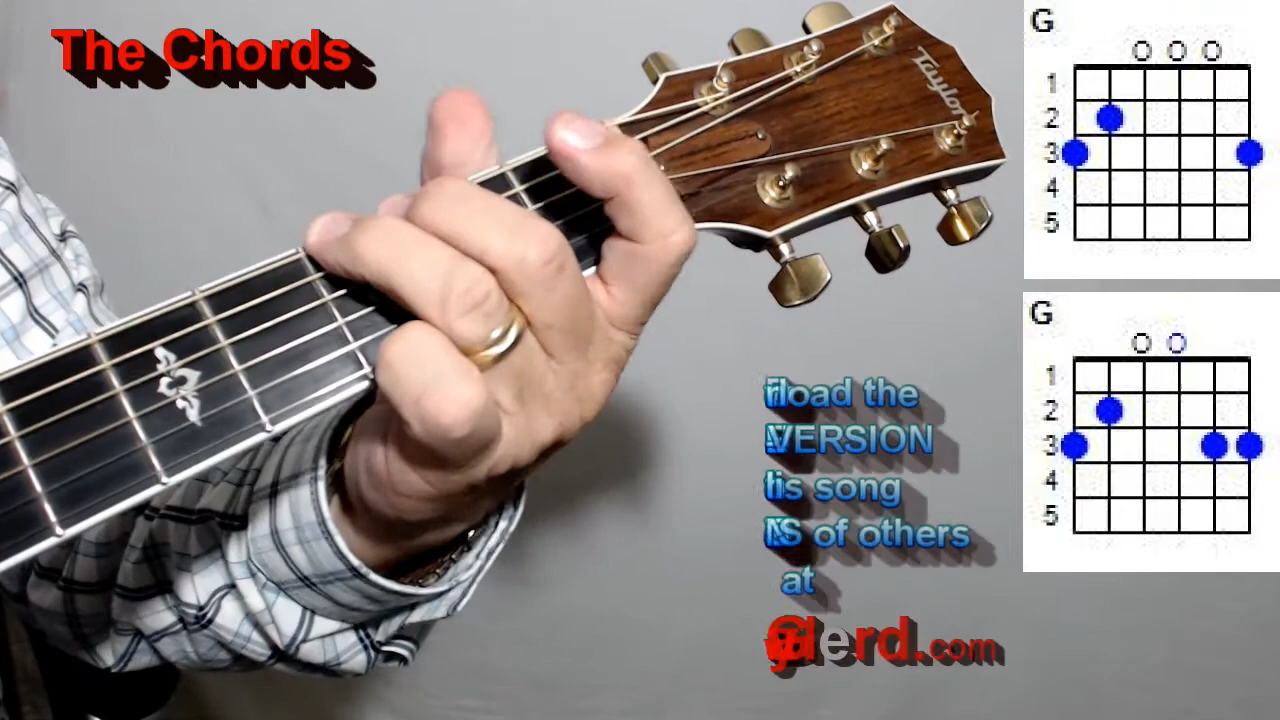 The Chords
Taylor
G
O O O
1
2
3
4
5
G
O O
1
2
3
4
5
load the
VERSION
song
of others
at
.com